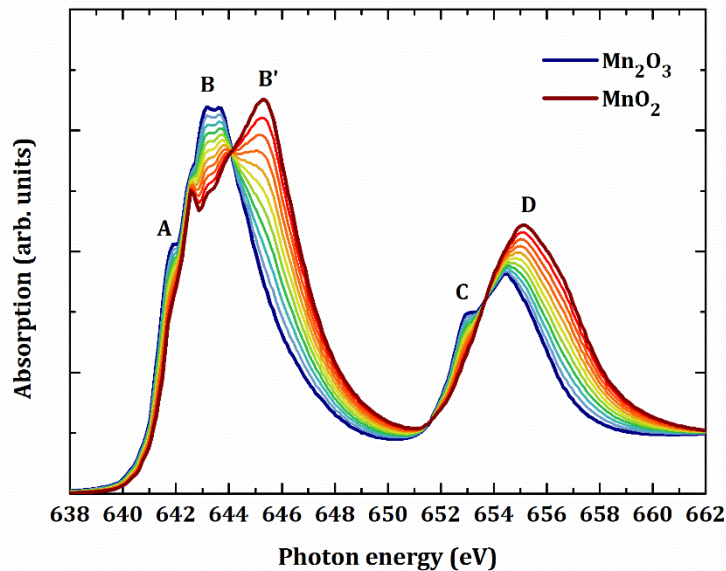 Mn₂O₃
MnO₂
A
B
B'
C
D
Absorption (arb. units)
638 640 642 644 646 648 650 652 654 656 658 660 662
Photon energy (eV)